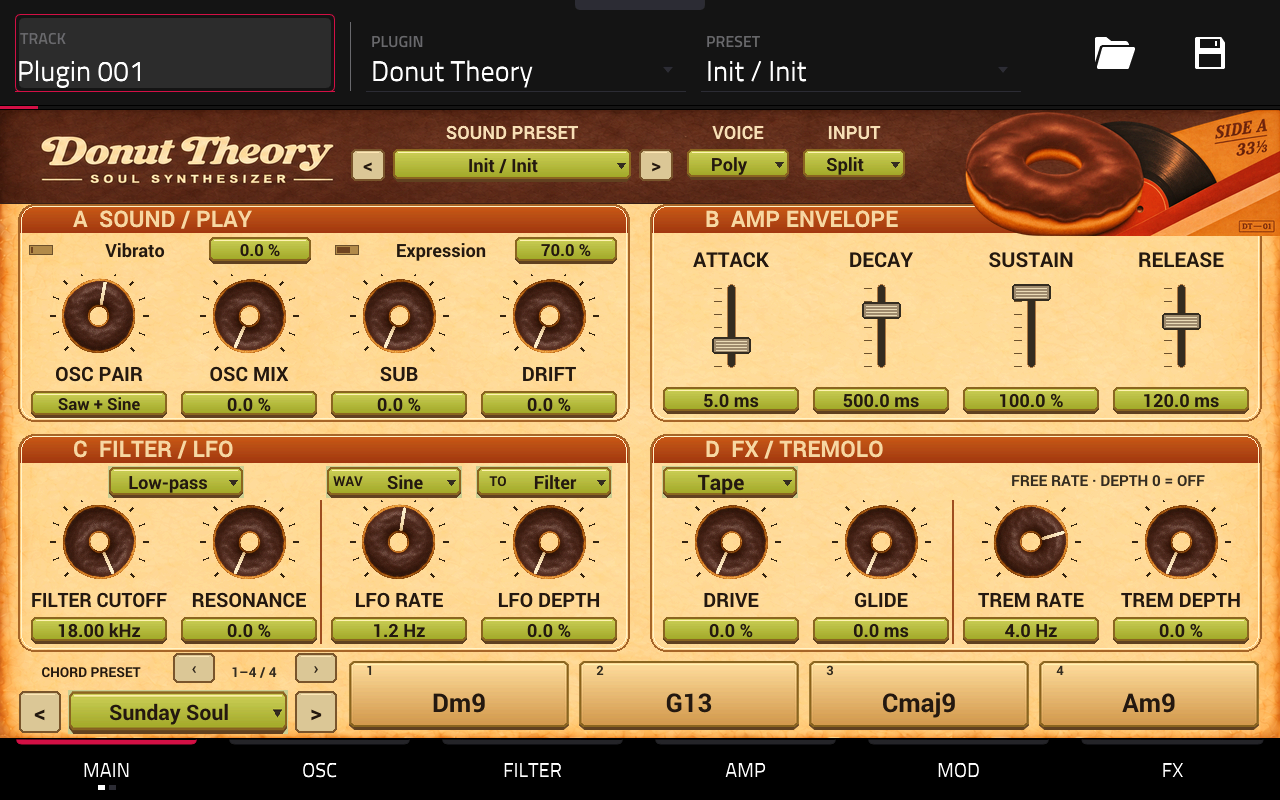 TRACK
Plugin 001
PLUGIN
Donut Theory
PRESET
Init / Init
Donut Theory
SOUL SYNTHESIZER
SOUND PRESET
< Init / Init >
VOICE
Poly
INPUT
Split
SIDE A
33⅓
DT—01
A SOUND / PLAY
Vibrato 0.0 % Expression 70.0 %
OSC PAIR OSC MIX SUB DRIFT
Saw + Sine 0.0 % 0.0 % 0.0 %
B AMP ENVELOPE
ATTACK DECAY SUSTAIN RELEASE
5.0 ms 500.0 ms 100.0 % 120.0 ms
C FILTER / LFO
Low-pass WAV Sine TO Filter
FILTER CUTOFF RESONANCE LFO RATE LFO DEPTH
18.00 kHz 0.0 % 1.2 Hz 0.0 %
D FX / TREMOLO
Tape FREE RATE · DEPTH 0 = OFF
DRIVE GLIDE TREM RATE TREM DEPTH
0.0 % 0.0 ms 4.0 Hz 0.0 %
CHORD PRESET ‹ 1–4 / 4 ›
< Sunday Soul >
1 Dm9
2 G13
3 Cmaj9
4 Am9
MAIN OSC FILTER AMP MOD FX